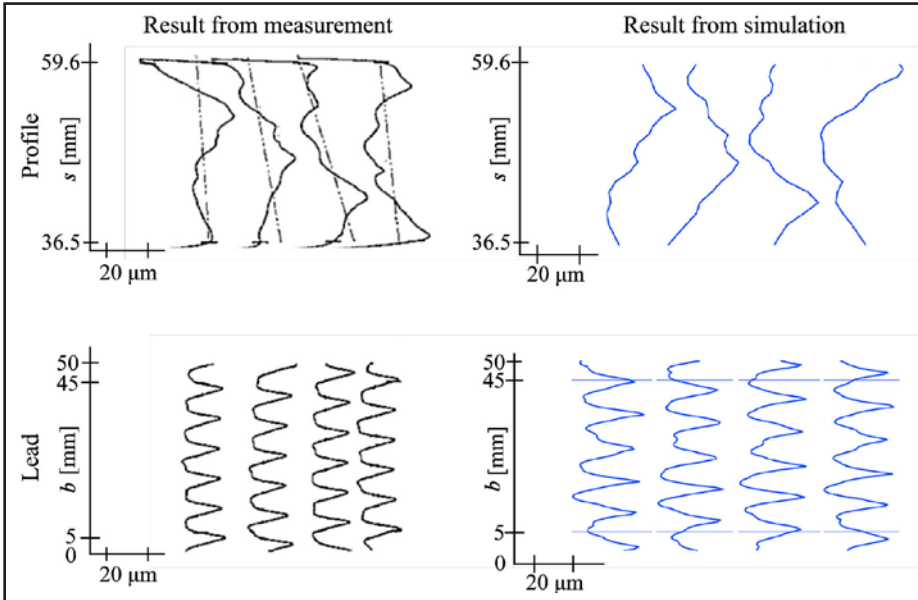 Result from measurement
Result from simulation
Profile
s [mm]
59.6
36.5
20 μm
59.6
36.5
20 μm
Lead
b [mm]
50
45
5
0
20 μm
b [mm]
50
45
5
0
20 μm